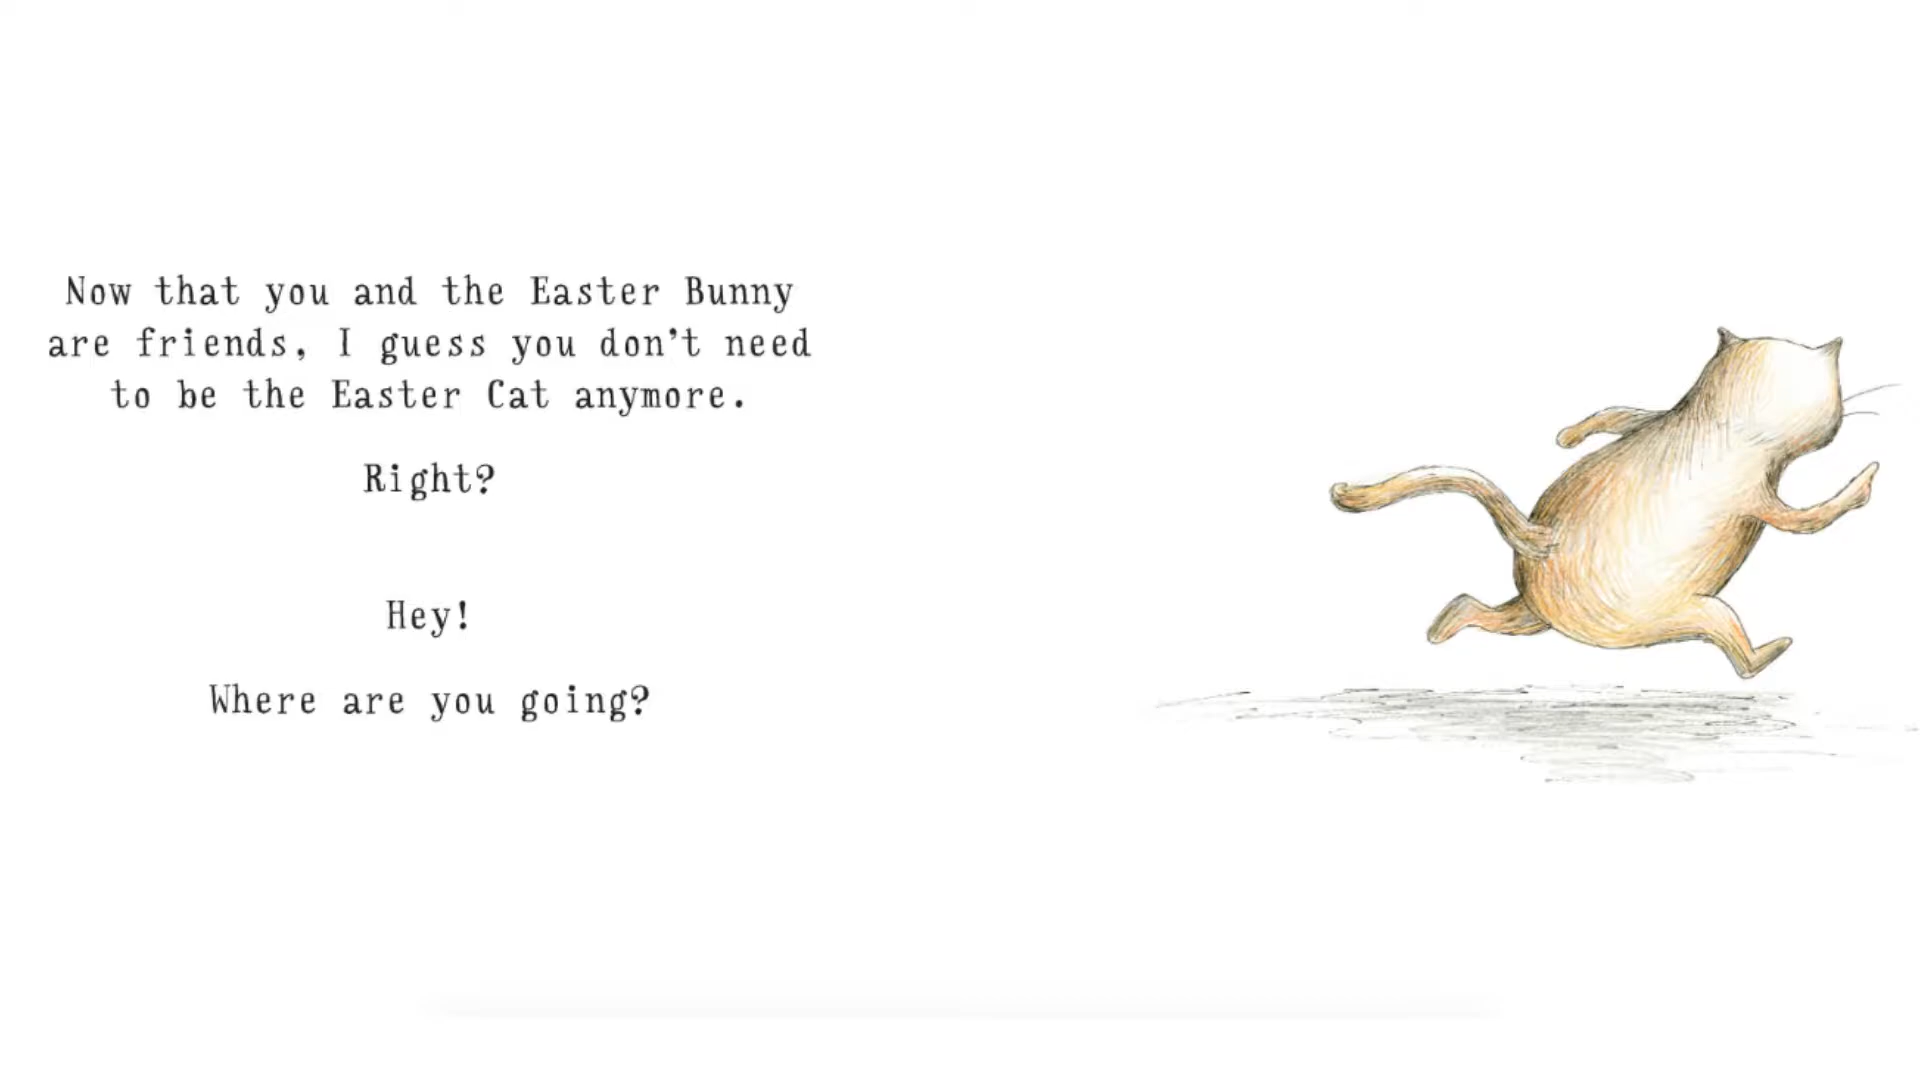 Now that you and the Easter Bunny
are friends, I guess you don't need
to be the Easter Cat anymore.
Right?
Hey!
Where are you going?